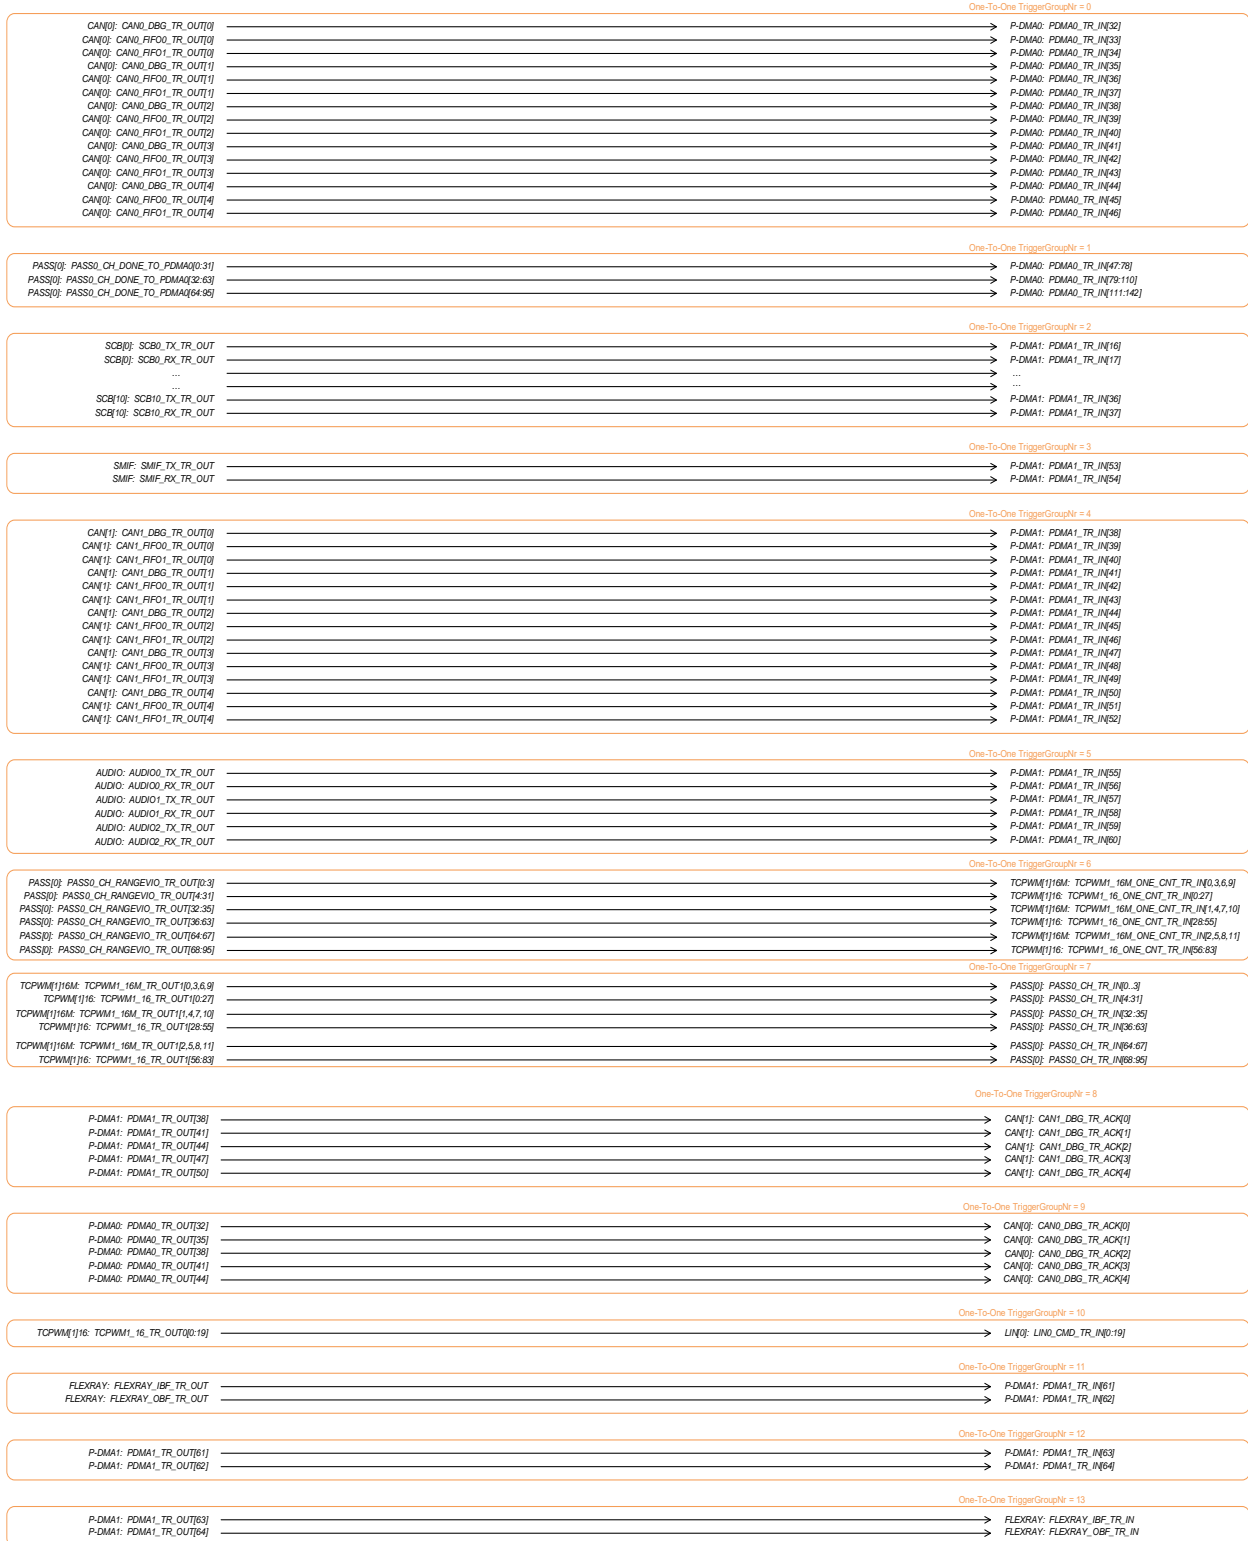 One-To-One TriggerGroupNr = 0
CAN[0]: CAN0_DBG_TR_OUT[0] P-DMA0: PDMA0_TR_IN[32]
CAN[0]: CAN0_FIFO0_TR_OUT[0] P-DMA0: PDMA0_TR_IN[33]
CAN[0]: CAN0_FIFO1_TR_OUT[0] P-DMA0: PDMA0_TR_IN[34]
CAN[0]: CAN0_DBG_TR_OUT[1] P-DMA0: PDMA0_TR_IN[35]
CAN[0]: CAN0_FIFO0_TR_OUT[1] P-DMA0: PDMA0_TR_IN[36]
CAN[0]: CAN0_FIFO1_TR_OUT[1] P-DMA0: PDMA0_TR_IN[37]
CAN[0]: CAN0_DBG_TR_OUT[2] P-DMA0: PDMA0_TR_IN[38]
CAN[0]: CAN0_FIFO0_TR_OUT[2] P-DMA0: PDMA0_TR_IN[39]
CAN[0]: CAN0_FIFO1_TR_OUT[2] P-DMA0: PDMA0_TR_IN[40]
CAN[0]: CAN0_DBG_TR_OUT[3] P-DMA0: PDMA0_TR_IN[41]
CAN[0]: CAN0_FIFO0_TR_OUT[3] P-DMA0: PDMA0_TR_IN[42]
CAN[0]: CAN0_FIFO1_TR_OUT[3] P-DMA0: PDMA0_TR_IN[43]
CAN[0]: CAN0_DBG_TR_OUT[4] P-DMA0: PDMA0_TR_IN[44]
CAN[0]: CAN0_FIFO0_TR_OUT[4] P-DMA0: PDMA0_TR_IN[45]
CAN[0]: CAN0_FIFO1_TR_OUT[4] P-DMA0: PDMA0_TR_IN[46]
One-To-One TriggerGroupNr = 1
PASS[0]: PASS0_CH_DONE_TO_PDMA0[0:31] P-DMA0: PDMA0_TR_IN[47:78]
PASS[0]: PASS0_CH_DONE_TO_PDMA0[32:63] P-DMA0: PDMA0_TR_IN[79:110]
PASS[0]: PASS0_CH_DONE_TO_PDMA0[64:95] P-DMA0: PDMA0_TR_IN[111:142]
One-To-One TriggerGroupNr = 2
SCB[0]: SCB0_TX_TR_OUT P-DMA1: PDMA1_TR_IN[16]
SCB[0]: SCB0_RX_TR_OUT P-DMA1: PDMA1_TR_IN[17]
... ...
... ...
SCB[10]: SCB10_TX_TR_OUT P-DMA1: PDMA1_TR_IN[36]
SCB[10]: SCB10_RX_TR_OUT P-DMA1: PDMA1_TR_IN[37]
One-To-One TriggerGroupNr = 3
SMIF: SMIF_TX_TR_OUT P-DMA1: PDMA1_TR_IN[53]
SMIF: SMIF_RX_TR_OUT P-DMA1: PDMA1_TR_IN[54]
One-To-One TriggerGroupNr = 4
CAN[1]: CAN1_DBG_TR_OUT[0] P-DMA1: PDMA1_TR_IN[38]
CAN[1]: CAN1_FIFO0_TR_OUT[0] P-DMA1: PDMA1_TR_IN[39]
CAN[1]: CAN1_FIFO1_TR_OUT[0] P-DMA1: PDMA1_TR_IN[40]
CAN[1]: CAN1_DBG_TR_OUT[1] P-DMA1: PDMA1_TR_IN[41]
CAN[1]: CAN1_FIFO0_TR_OUT[1] P-DMA1: PDMA1_TR_IN[42]
CAN[1]: CAN1_FIFO1_TR_OUT[1] P-DMA1: PDMA1_TR_IN[43]
CAN[1]: CAN1_DBG_TR_OUT[2] P-DMA1: PDMA1_TR_IN[44]
CAN[1]: CAN1_FIFO0_TR_OUT[2] P-DMA1: PDMA1_TR_IN[45]
CAN[1]: CAN1_FIFO1_TR_OUT[2] P-DMA1: PDMA1_TR_IN[46]
CAN[1]: CAN1_DBG_TR_OUT[3] P-DMA1: PDMA1_TR_IN[47]
CAN[1]: CAN1_FIFO0_TR_OUT[3] P-DMA1: PDMA1_TR_IN[48]
CAN[1]: CAN1_FIFO1_TR_OUT[3] P-DMA1: PDMA1_TR_IN[49]
CAN[1]: CAN1_DBG_TR_OUT[4] P-DMA1: PDMA1_TR_IN[50]
CAN[1]: CAN1_FIFO0_TR_OUT[4] P-DMA1: PDMA1_TR_IN[51]
CAN[1]: CAN1_FIFO1_TR_OUT[4] P-DMA1: PDMA1_TR_IN[52]
One-To-One TriggerGroupNr = 5
AUDIO: AUDIO0_TX_TR_OUT P-DMA1: PDMA1_TR_IN[55]
AUDIO: AUDIO0_RX_TR_OUT P-DMA1: PDMA1_TR_IN[56]
AUDIO: AUDIO1_TX_TR_OUT P-DMA1: PDMA1_TR_IN[57]
AUDIO: AUDIO1_RX_TR_OUT P-DMA1: PDMA1_TR_IN[58]
AUDIO: AUDIO2_TX_TR_OUT P-DMA1: PDMA1_TR_IN[59]
AUDIO: AUDIO2_RX_TR_OUT P-DMA1: PDMA1_TR_IN[60]
One-To-One TriggerGroupNr = 6
PASS[0]: PASS0_CH_RANGEVIO_TR_OUT[0:3] TCPWM[1]16M: TCPWM1_16M_ONE_CNT_TR_IN[0,3,6,9]
PASS[0]: PASS0_CH_RANGEVIO_TR_OUT[4:31] TCPWM[1]16: TCPWM1_16_ONE_CNT_TR_IN[0:27]
PASS[0]: PASS0_CH_RANGEVIO_TR_OUT[32:35] TCPWM[1]16M: TCPWM1_16M_ONE_CNT_TR_IN[1,4,7,10]
PASS[0]: PASS0_CH_RANGEVIO_TR_OUT[36:63] TCPWM[1]16: TCPWM1_16_ONE_CNT_TR_IN[28:55]
PASS[0]: PASS0_CH_RANGEVIO_TR_OUT[64:67] TCPWM[1]16M: TCPWM1_16M_ONE_CNT_TR_IN[2,5,8,11]
PASS[0]: PASS0_CH_RANGEVIO_TR_OUT[68:95] TCPWM[1]16: TCPWM1_16_ONE_CNT_TR_IN[56:83]
One-To-One TriggerGroupNr = 7
TCPWM[1]16M: TCPWM1_16M_TR_OUT1[0,3,6,9] PASS[0]: PASS0_CH_TR_IN[0..3]
TCPWM[1]16: TCPWM1_16_TR_OUT1[0:27] PASS[0]: PASS0_CH_TR_IN[4:31]
TCPWM[1]16M: TCPWM1_16M_TR_OUT1[1,4,7,10] PASS[0]: PASS0_CH_TR_IN[32:35]
TCPWM[1]16: TCPWM1_16_TR_OUT1[28:55] PASS[0]: PASS0_CH_TR_IN[36:63]
TCPWM[1]16M: TCPWM1_16M_TR_OUT1[2,5,8,11] PASS[0]: PASS0_CH_TR_IN[64:67]
TCPWM[1]16: TCPWM1_16_TR_OUT1[56:83] PASS[0]: PASS0_CH_TR_IN[68:95]
One-To-One TriggerGroupNr = 8
P-DMA1: PDMA1_TR_OUT[38] CAN[1]: CAN1_DBG_TR_ACK[0]
P-DMA1: PDMA1_TR_OUT[41] CAN[1]: CAN1_DBG_TR_ACK[1]
P-DMA1: PDMA1_TR_OUT[44] CAN[1]: CAN1_DBG_TR_ACK[2]
P-DMA1: PDMA1_TR_OUT[47] CAN[1]: CAN1_DBG_TR_ACK[3]
P-DMA1: PDMA1_TR_OUT[50] CAN[1]: CAN1_DBG_TR_ACK[4]
One-To-One TriggerGroupNr = 9
P-DMA0: PDMA0_TR_OUT[32] CAN[0]: CAN0_DBG_TR_ACK[0]
P-DMA0: PDMA0_TR_OUT[35] CAN[0]: CAN0_DBG_TR_ACK[1]
P-DMA0: PDMA0_TR_OUT[38] CAN[0]: CAN0_DBG_TR_ACK[2]
P-DMA0: PDMA0_TR_OUT[41] CAN[0]: CAN0_DBG_TR_ACK[3]
P-DMA0: PDMA0_TR_OUT[44] CAN[0]: CAN0_DBG_TR_ACK[4]
One-To-One TriggerGroupNr = 10
TCPWM[1]16: TCPWM1_16_TR_OUT0[0:19] LIN[0]: LIN0_CMD_TR_IN[0:19]
One-To-One TriggerGroupNr = 11
FLEXRAY: FLEXRAY_IBF_TR_OUT P-DMA1: PDMA1_TR_IN[61]
FLEXRAY: FLEXRAY_OBF_TR_OUT P-DMA1: PDMA1_TR_IN[62]
One-To-One TriggerGroupNr = 12
P-DMA1: PDMA1_TR_OUT[61] P-DMA1: PDMA1_TR_IN[63]
P-DMA1: PDMA1_TR_OUT[62] P-DMA1: PDMA1_TR_IN[64]
One-To-One TriggerGroupNr = 13
P-DMA1: PDMA1_TR_OUT[63] FLEXRAY: FLEXRAY_IBF_TR_IN
P-DMA1: PDMA1_TR_OUT[64] FLEXRAY: FLEXRAY_OBF_TR_IN